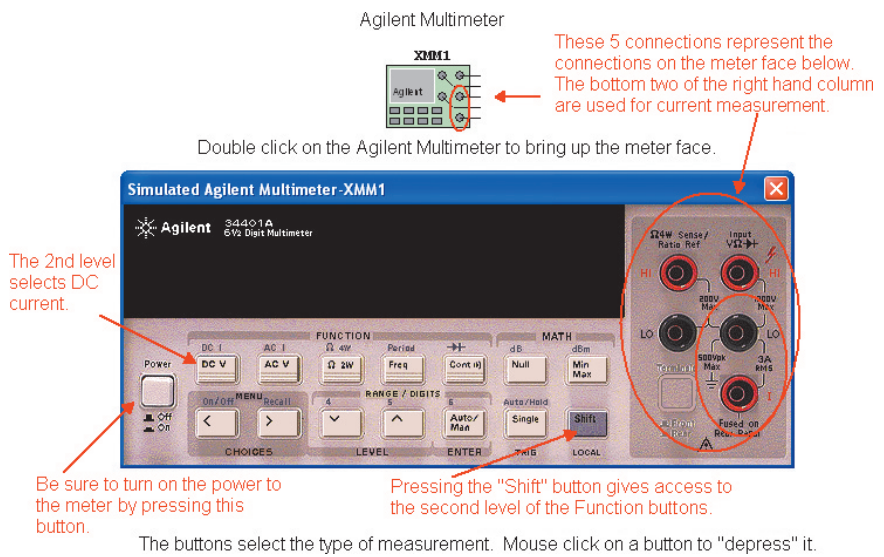 Agilent Multimeter
XMM1
Agilent
These 5 connections represent the
connections on the meter face below.
The bottom two of the right hand column
are used for current measurement.
Double click on the Agilent Multimeter to bring up the meter face.
Simulated Agilent Multimeter-XMM1
Agilent 34401A
6½ Digit Multimeter
The 2nd level
selects DC
current.
Ω4W Sense/
Ratio Ref
Input
VΩ
HI
HI
200V
Max
Max
LO
LO
500Vpk
Max
3A
RMS
I
Fused on
Rear Panel
FUNCTION
MATH
DC I
AC I
Ω 4W
Period
dB
dBm
Power
DC V
AC V
Ω 2W
Freq
Cont
Null
Min
Max
Off
On
On/Off
MENU
Recall
RANGE / DIGITS
4
5
6
Auto/Hold
<
>
Auto/
Man
Single
Shift
CHOICES
LEVEL
ENTER
TRIG
LOCAL
Be sure to turn on the power to
the meter by pressing this
button.
Pressing the "Shift" button gives access to
the second level of the Function buttons.
The buttons select the type of measurement. Mouse click on a button to "depress" it.